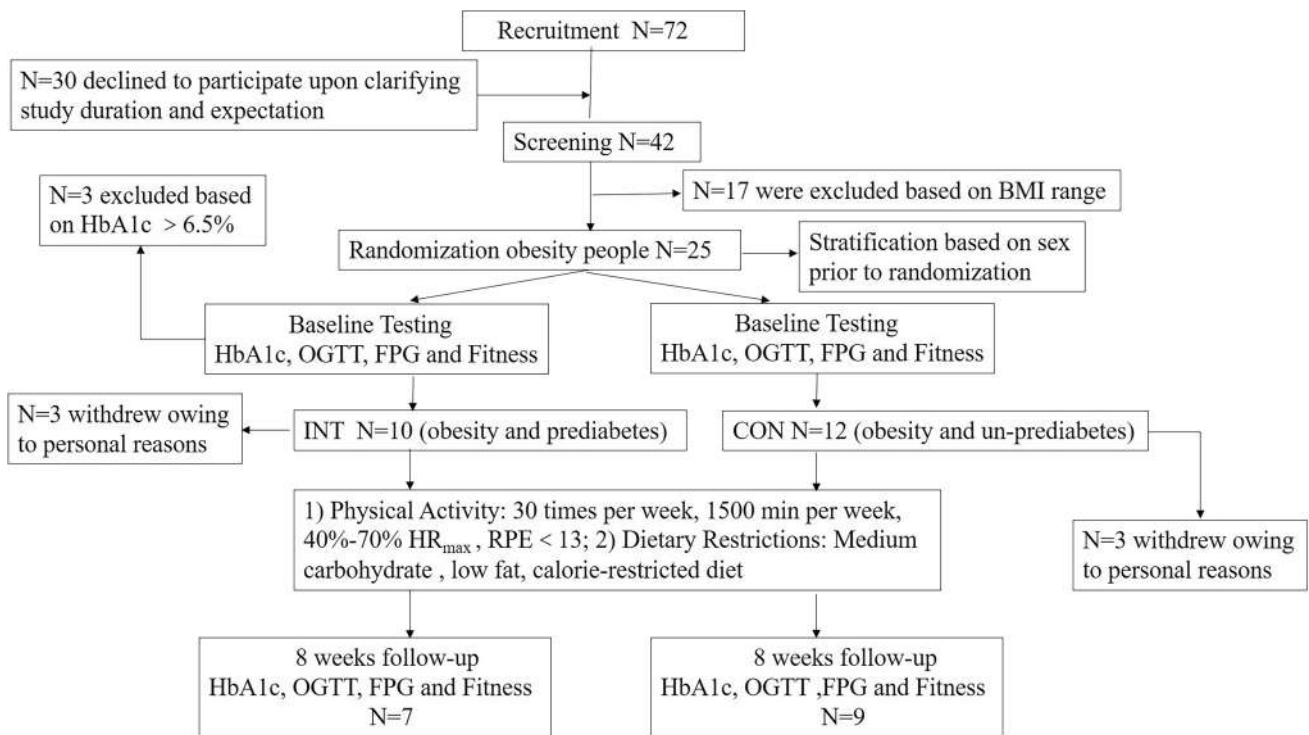 Recruitment N=72
N=30 declined to participate upon clarifying
study duration and expectation
Screening N=42
N=17 were excluded based on BMI range
N=3 excluded based
on HbA1c > 6.5%
Randomization obesity people N=25
Stratification based on sex
prior to randomization
Baseline Testing
HbA1c, OGTT, FPG and Fitness
Baseline Testing
HbA1c, OGTT, FPG and Fitness
N=3 withdrew owing
to personal reasons
INT N=10 (obesity and prediabetes)
CON N=12 (obesity and un-prediabetes)
1) Physical Activity: 30 times per week, 1500 min per week,
40%-70% HRmax , RPE < 13; 2) Dietary Restrictions: Medium
carbohydrate , low fat, calorie-restricted diet
N=3 withdrew owing
to personal reasons
8 weeks follow-up
HbA1c, OGTT, FPG and Fitness
N=7
8 weeks follow-up
HbA1c, OGTT ,FPG and Fitness
N=9